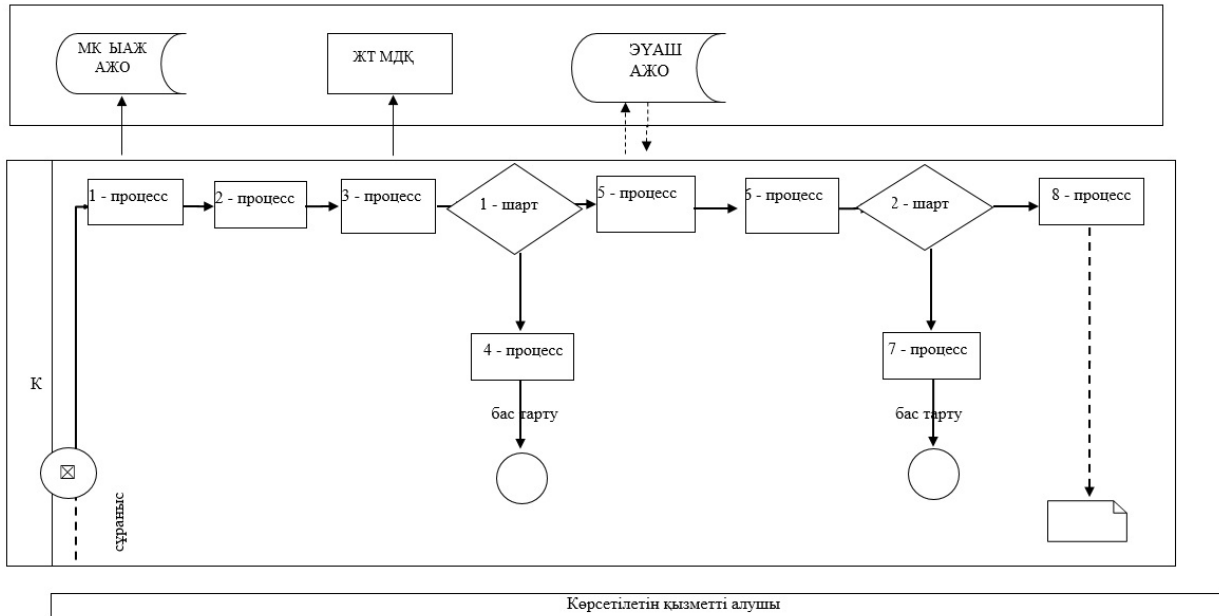 МК ЫАЖ
АЖО
ЖТ МДҚ
ЭҮАШ
АЖО
1 - процесс
2 - процесс
3 - процесс
1 - шарт
5 - процесс
6 - процесс
2 - шарт
8 - процесс
4 - процесс
7 - процесс
К
бас тарту
бас тарту
сұраныс
Көрсетілетін қызметті алушы